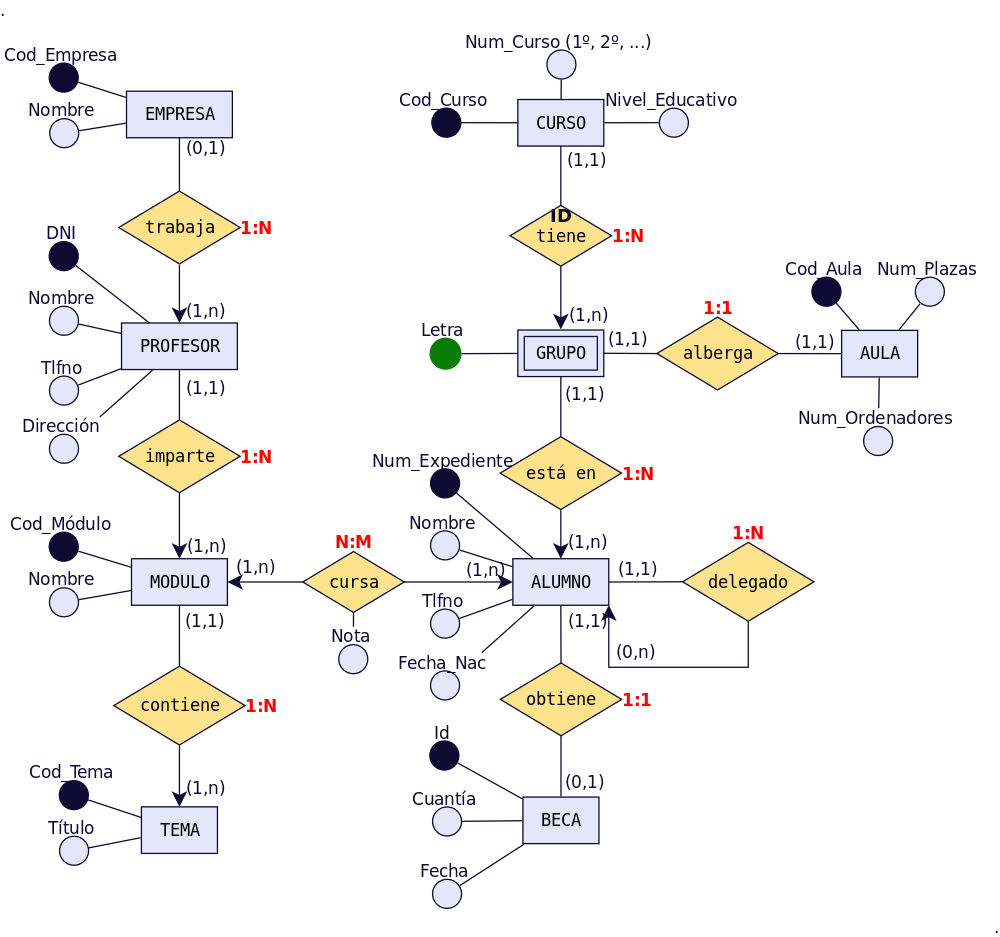 .
Cod_Empresa
Nombre
EMPRESA
(0,1)
trabaja
1:N
DNI
Nombre
Tlfno
Dirección
(1,n)
PROFESOR
(1,1)
imparte
1:N
Cod_Módulo
Nombre
(1,n)
MODULO
(1,n)
(1,1)
contiene
1:N
Cod_Tema
Título
(1,n)
TEMA
N:M
cursa
Nota
Num_Curso (1º, 2º, ...)
Cod_Curso
CURSO
Nivel_Educativo
(1,1)
ID
tiene
1:N
(1,n)
Letra
GRUPO
(1,1)
1:1
alberga
(1,1)
AULA
Cod_Aula
Num_Plazas
Num_Ordenadores
(1,1)
está en
1:N
Num_Expediente
Nombre
Tlfno
Fecha_Nac
(1,n)
(1,n)
ALUMNO
(1,1)
1:N
delegado
(0,n)
(1,1)
obtiene
1:1
(0,1)
Id
Cuantía
Fecha
BECA
.